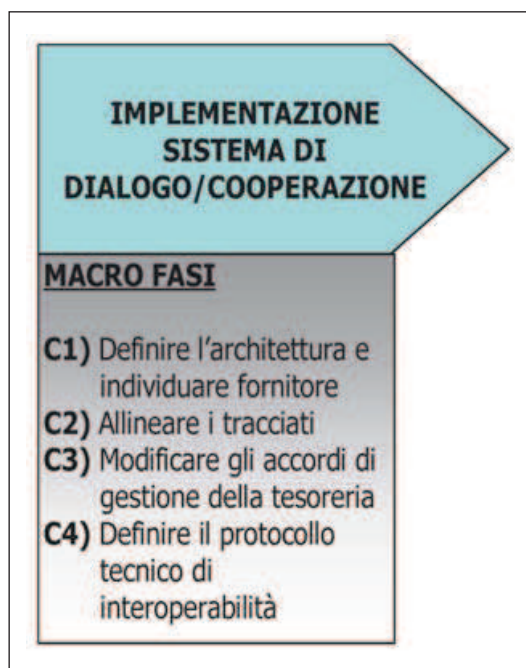 IMPLEMENTAZIONE
SISTEMA DI
DIALOGO/COOPERAZIONE
MACRO FASI
C1) Definire l'architettura e
individuare fornitore
C2) Allineare i tracciati
C3) Modificare gli accordi di
gestione della tesoreria
C4) Definire il protocollo
tecnico di
interoperabilità